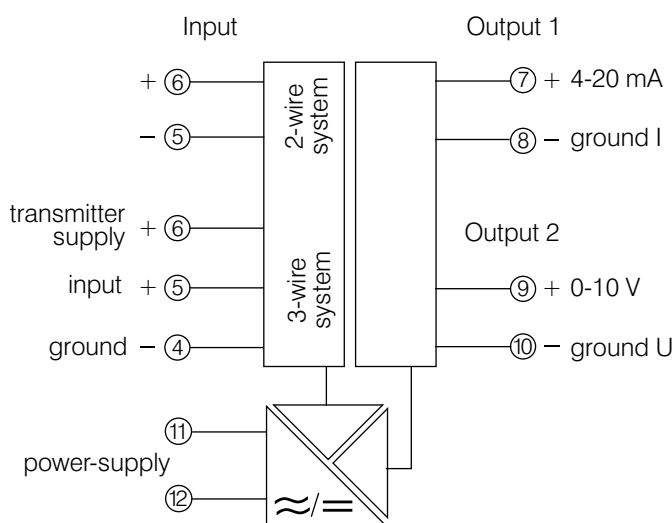 Input
Output 1
+ ⑥
2-wire system
⑦ + 4-20 mA
− ⑤
⑧ − ground I
transmitter supply + ⑥
Output 2
input + ⑤
3-wire system
⑨ + 0-10 V
ground − ④
⑩ − ground U
⑪
power-supply
⑫
≈/=